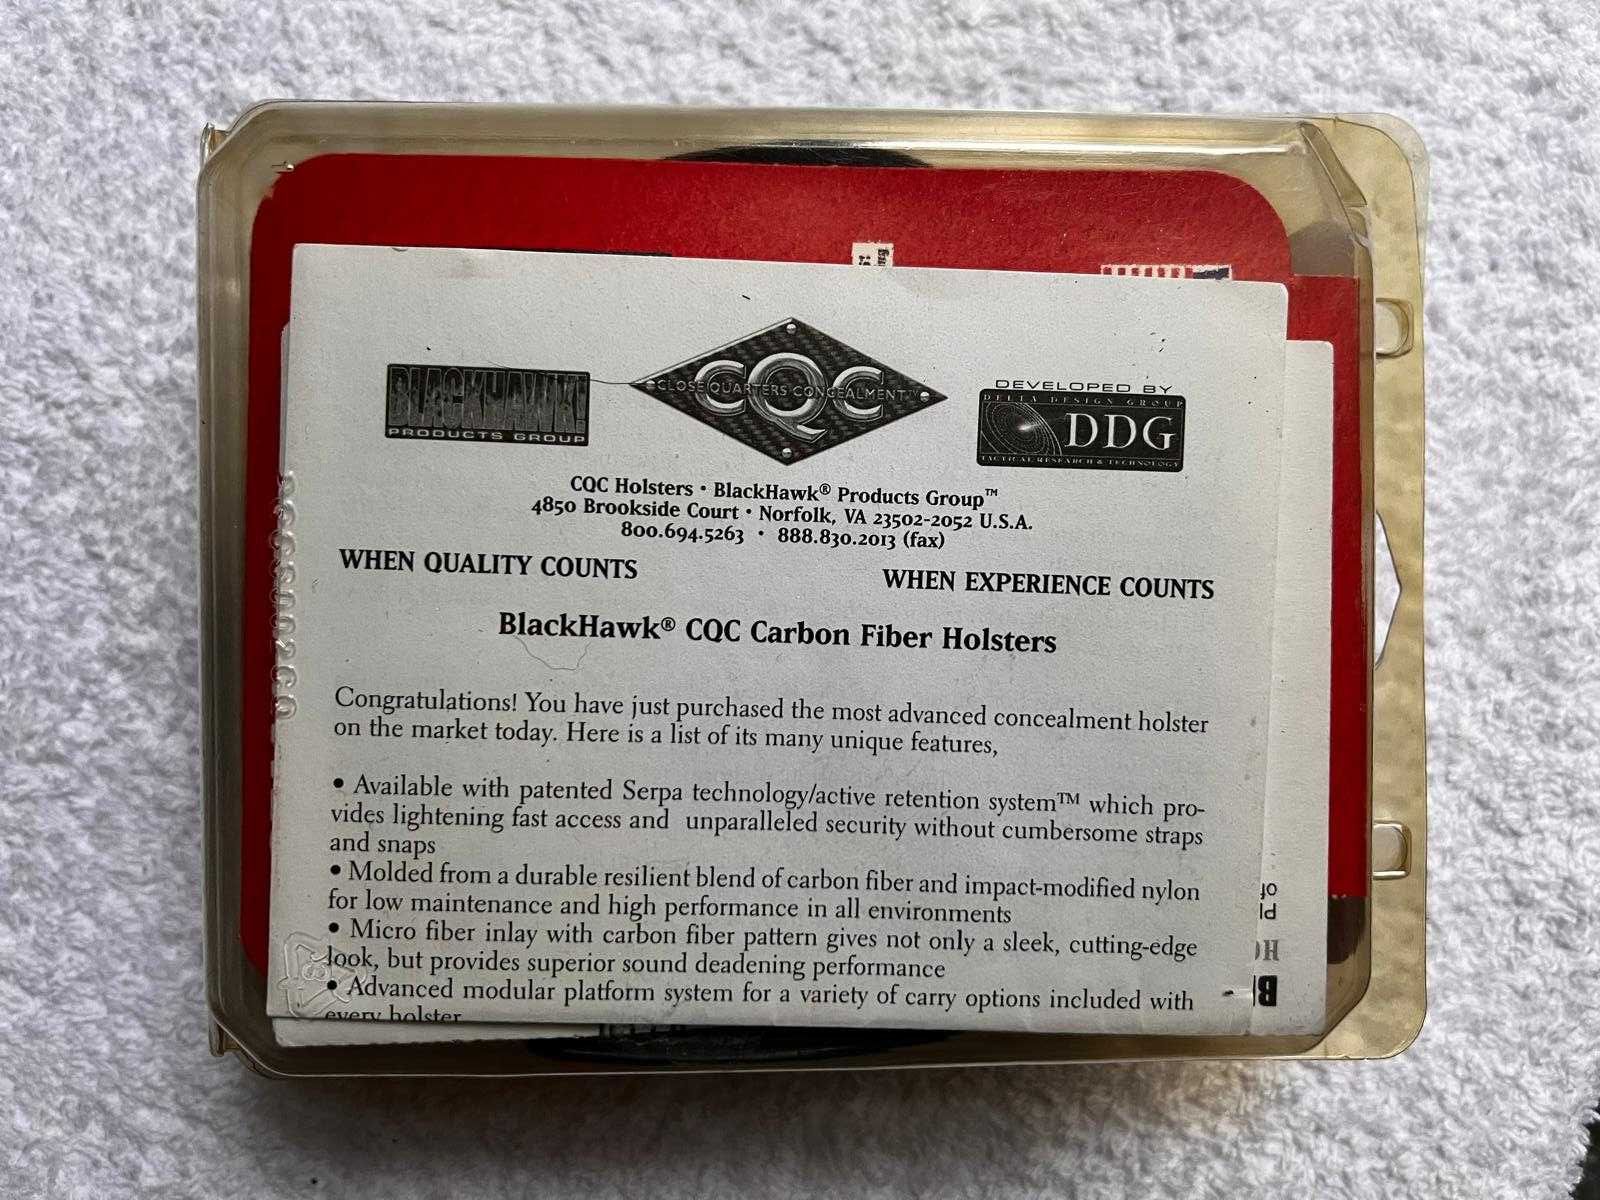 BLACKHAWK!
PRODUCTS GROUP
CQC
CLOSE QUARTERS CONCEALMENT™
DEVELOPED BY
DELTA DESIGN GROUP
DDG
TACTICAL RESEARCH & TECHNOLOGY
CQC Holsters • BlackHawk® Products Group™
4850 Brookside Court • Norfolk, VA 23502-2052 U.S.A.
800.694.5263 • 888.830.2013 (fax)
WHEN QUALITY COUNTS
WHEN EXPERIENCE COUNTS
BlackHawk® CQC Carbon Fiber Holsters
Congratulations! You have just purchased the most advanced concealment holster
on the market today. Here is a list of its many unique features,
• Available with patented Serpa technology/active retention system™ which pro-
vides lightening fast access and unparalleled security without cumbersome straps
and snaps
• Molded from a durable resilient blend of carbon fiber and impact-modified nylon
for low maintenance and high performance in all environments
• Micro fiber inlay with carbon fiber pattern gives not only a sleek, cutting-edge
look, but provides superior sound deadening performance
• Advanced modular platform system for a variety of carry options included with
every holster